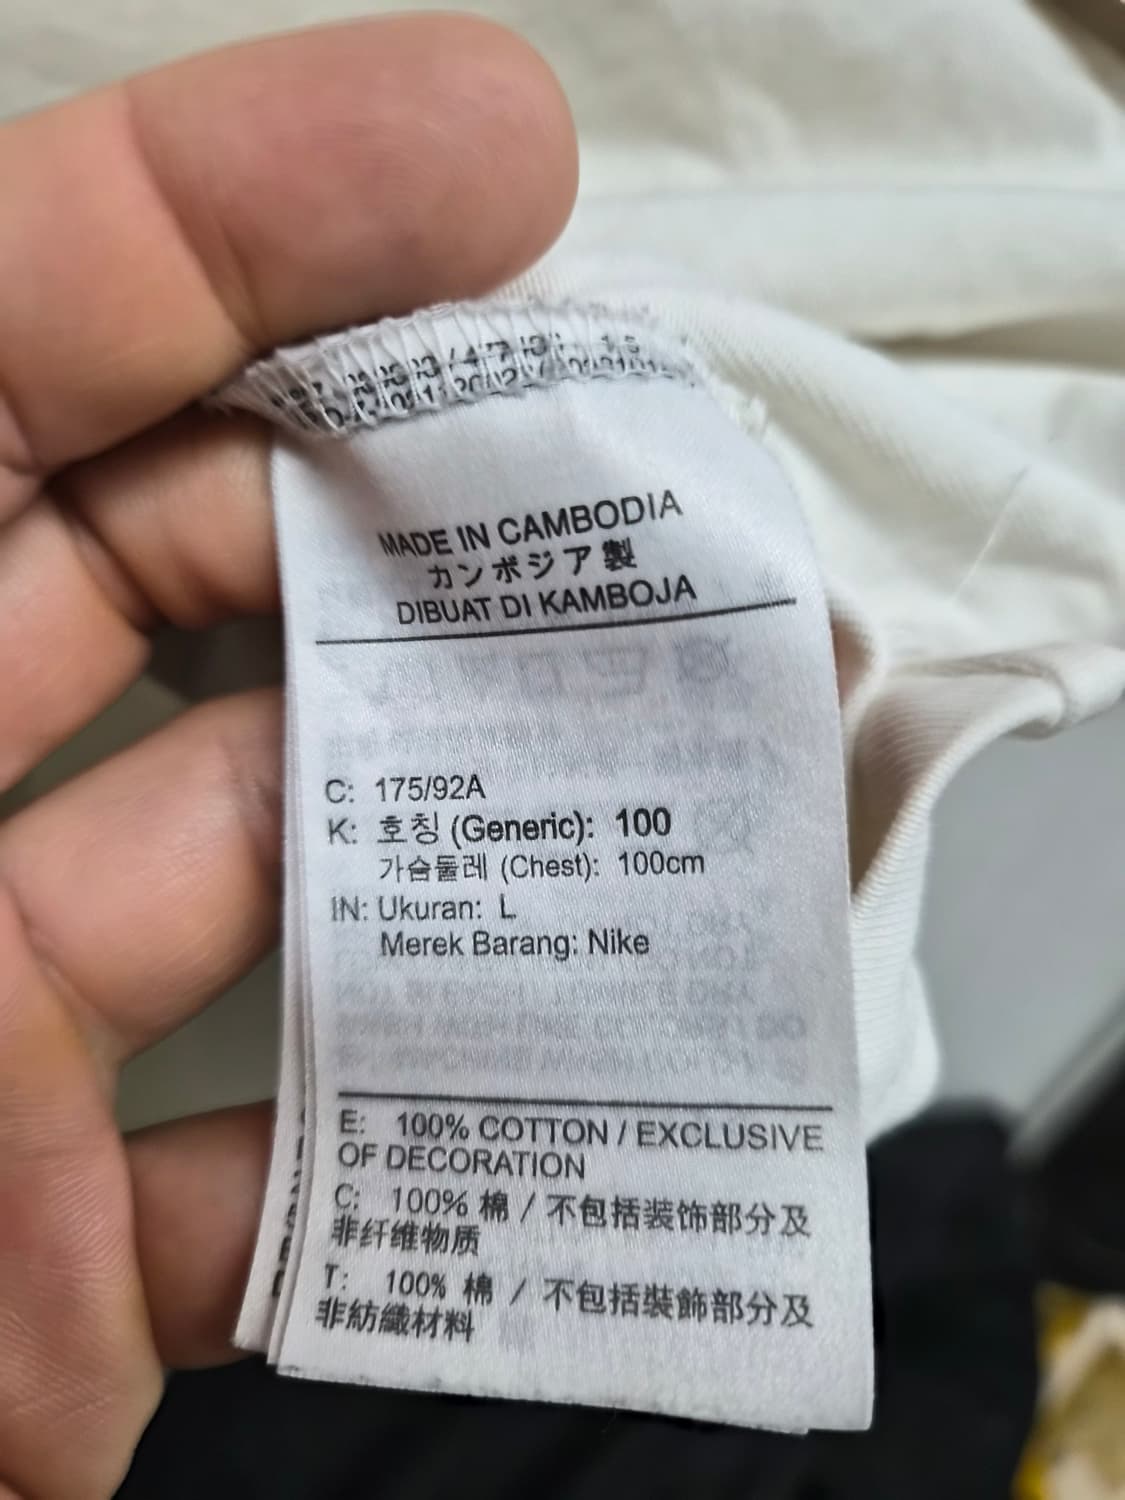 MADE IN CAMBODIA
カンボジア製
DIBUAT DI KAMBOJA
C: 175/92A
K: 호칭 (Generic): 100
가슴둘레 (Chest): 100cm
IN: Ukuran: L
Merek Barang: Nike
E: 100% COTTON / EXCLUSIVE
OF DECORATION
C: 100% 棉 / 不包括装饰部分及
非纤维物质
T: 100% 棉 / 不包括裝飾部分及
非紡織材料